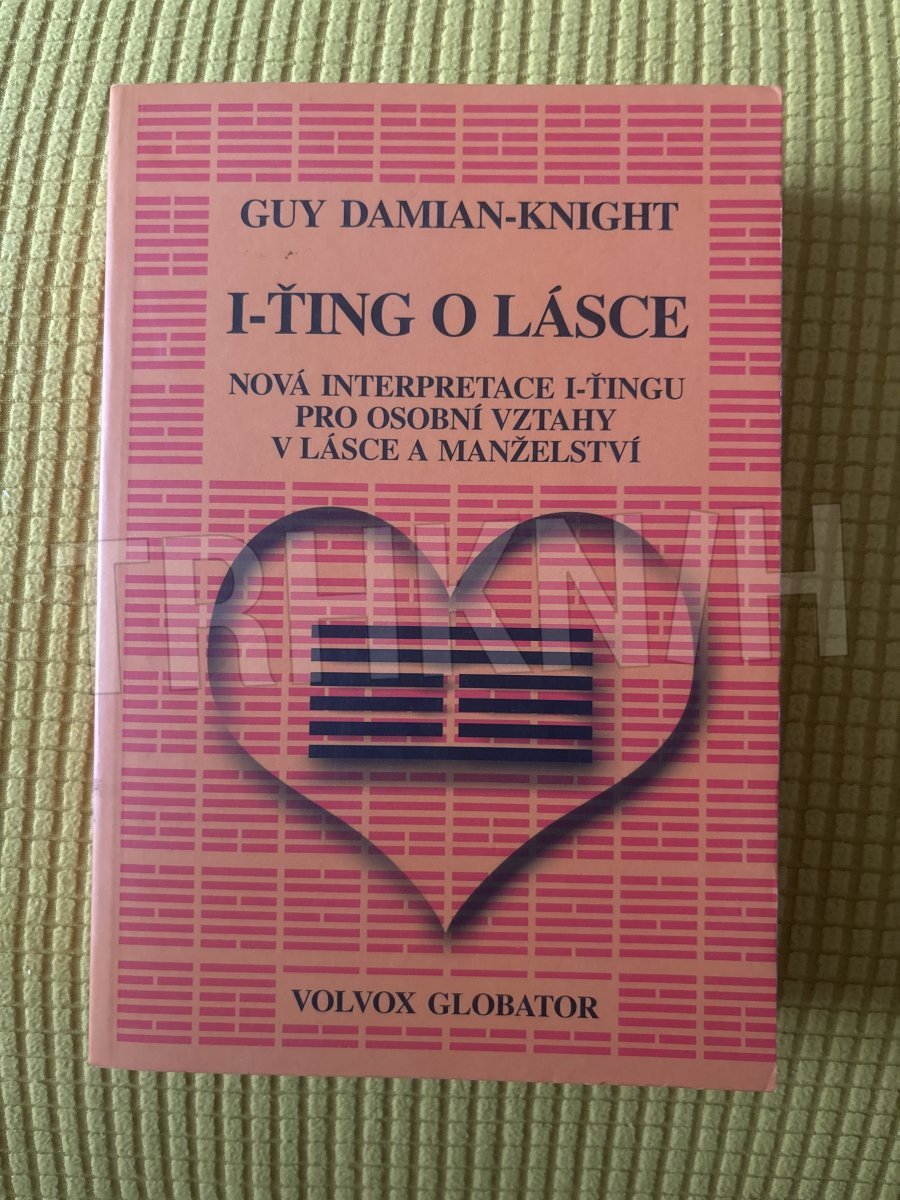 GUY DAMIAN-KNIGHT
I-ŤING O LÁSCE
NOVÁ INTERPRETACE I-ŤINGU
PRO OSOBNÍ VZTAHY
V LÁSCE A MANŽELSTVÍ
TRHKNIH
VOLVOX GLOBATOR